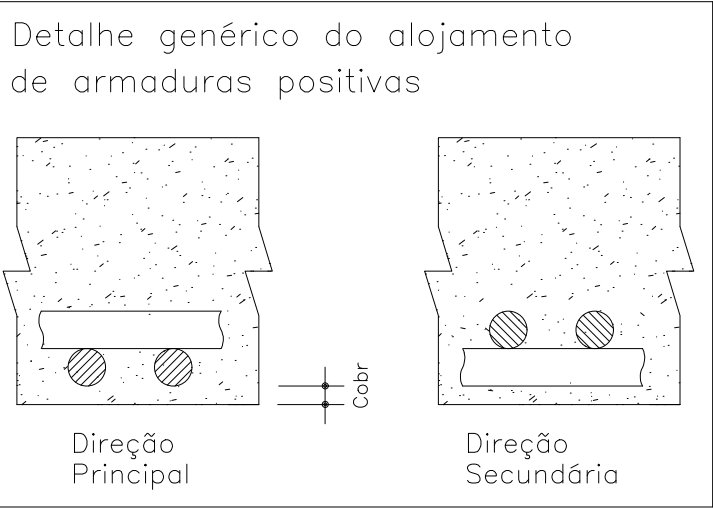 Detalhe genérico do alojamento
de armaduras positivas
Cobr
Direção
Principal
Direção
Secundária